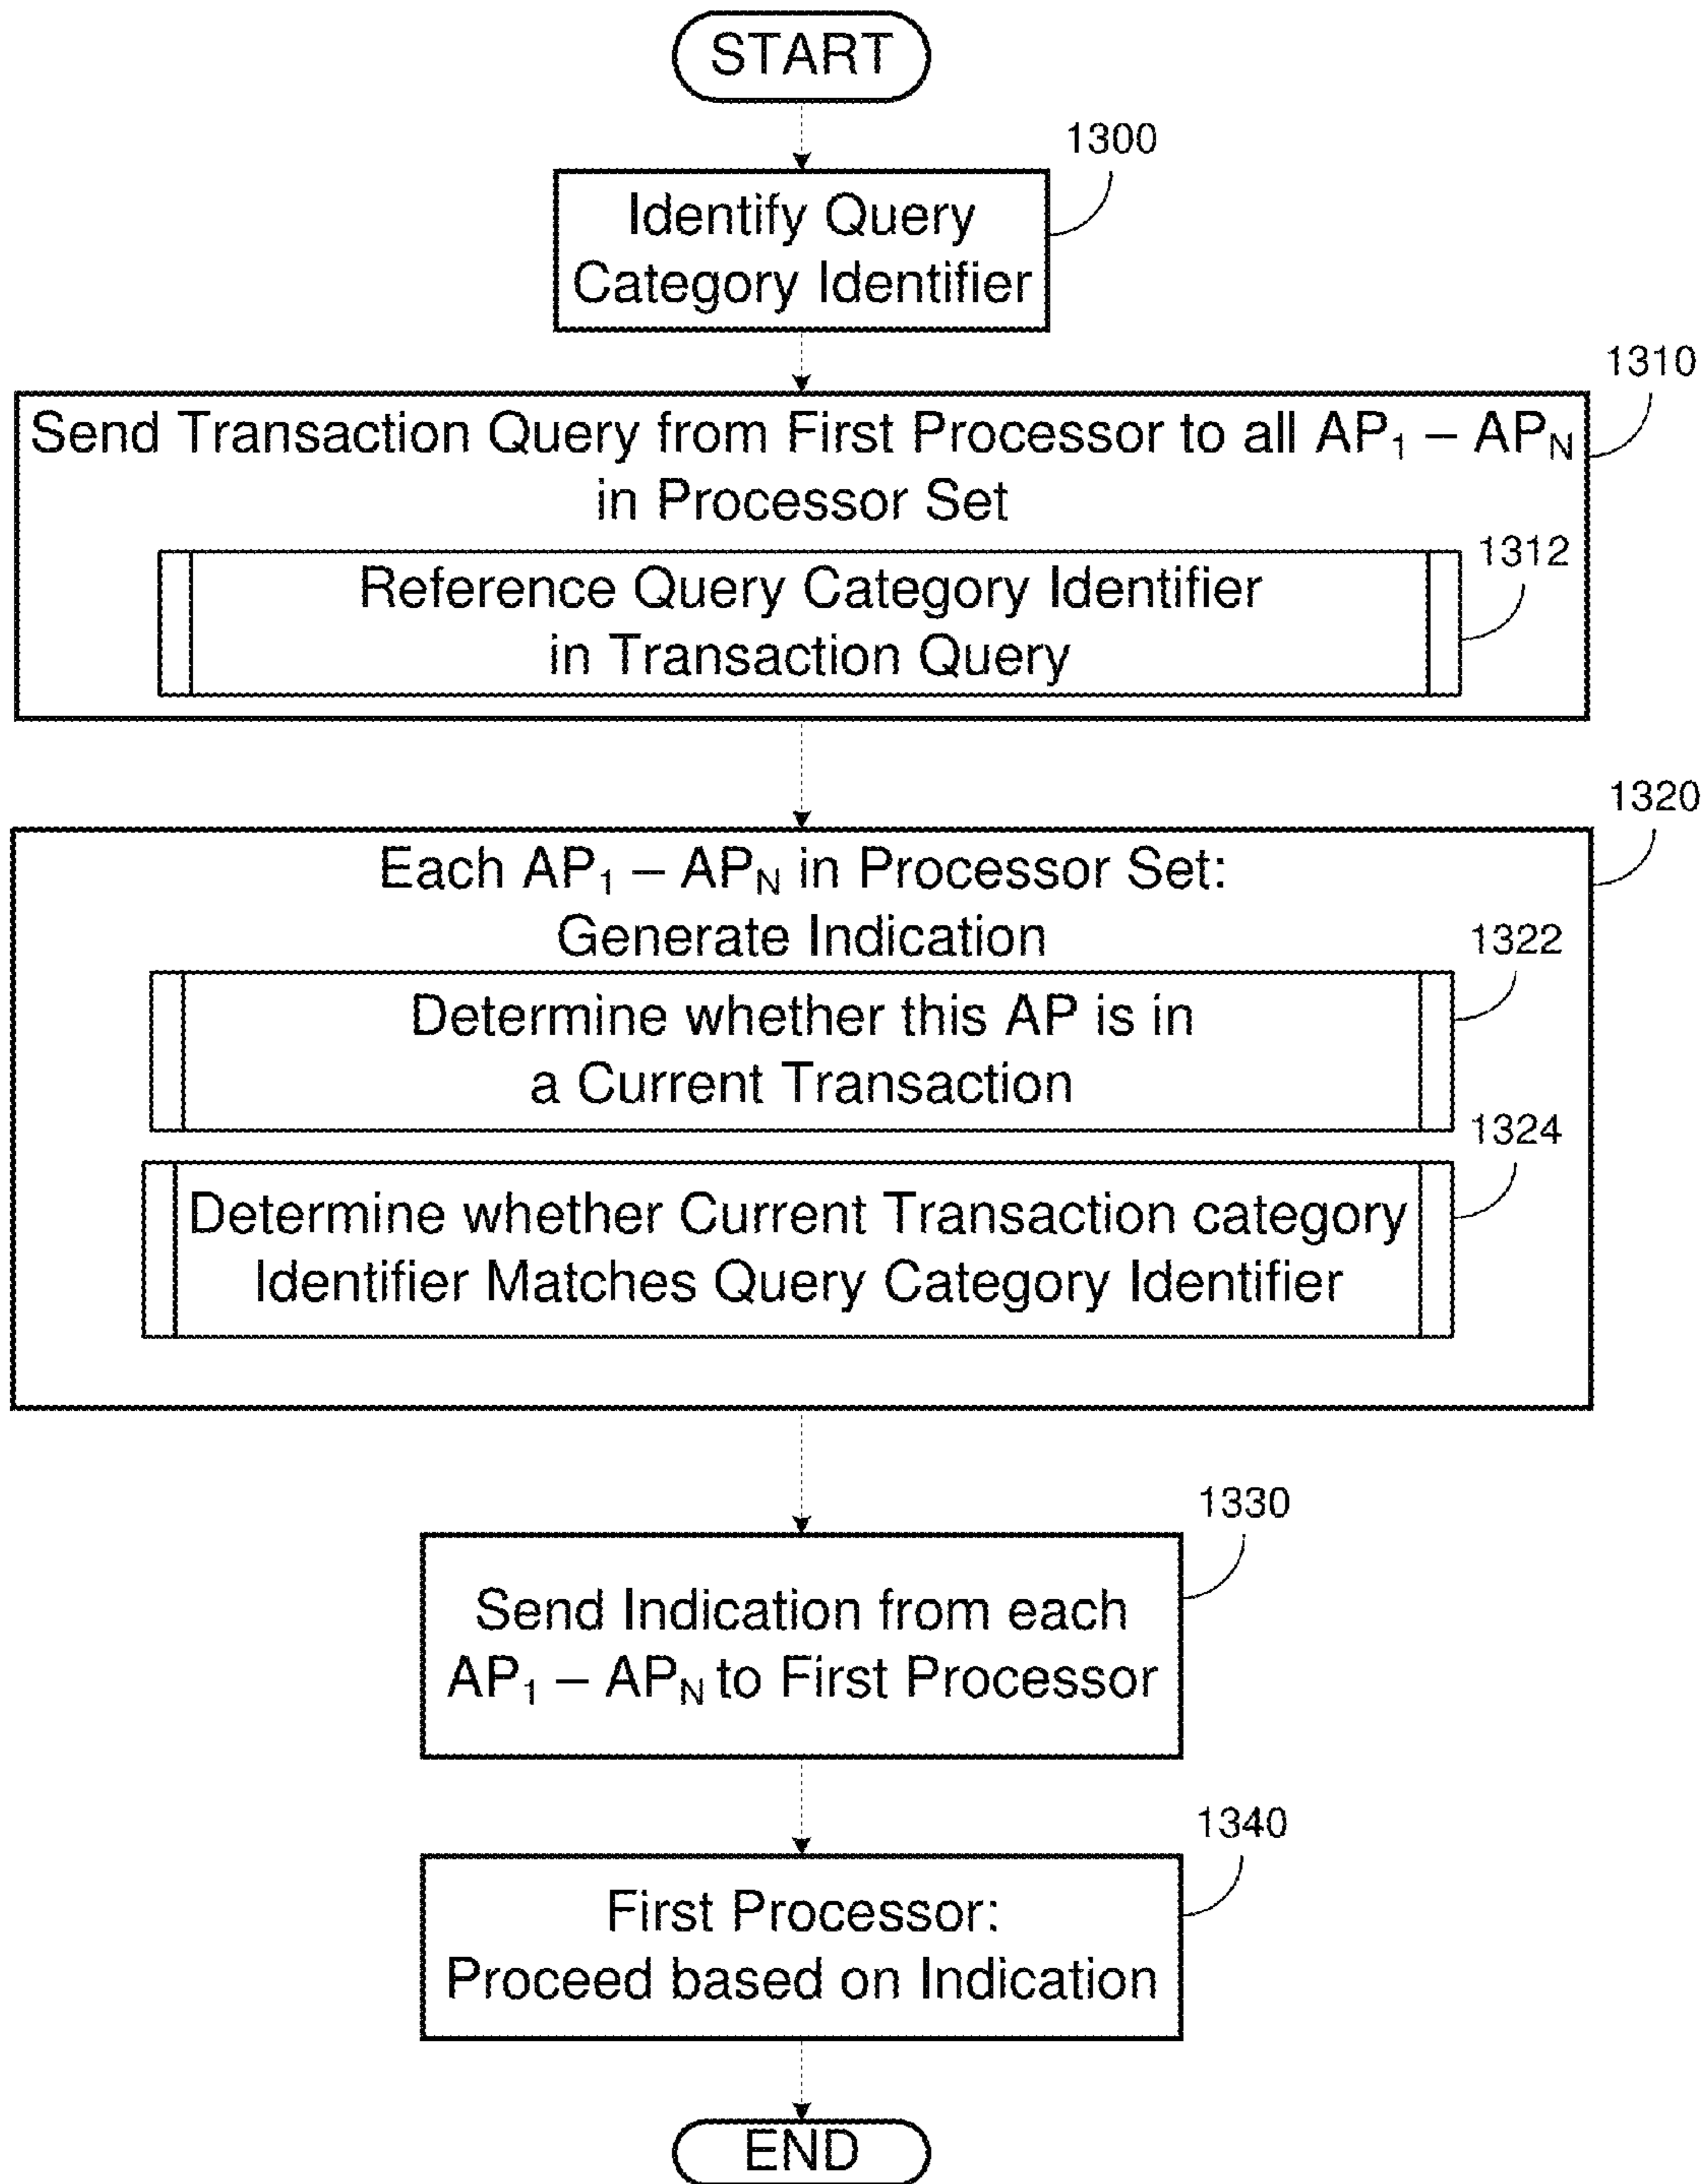 START
1300
Identify Query
Category Identifier
1310
Send Transaction Query from First Processor to all AP₁ – APN
in Processor Set
1312
Reference Query Category Identifier
in Transaction Query
1320
Each AP₁ – APN in Processor Set:
Generate Indication
1322
Determine whether this AP is in
a Current Transaction
1324
Determine whether Current Transaction category
Identifier Matches Query Category Identifier
1330
Send Indication from each
AP₁ – APN to First Processor
1340
First Processor:
Proceed based on Indication
END